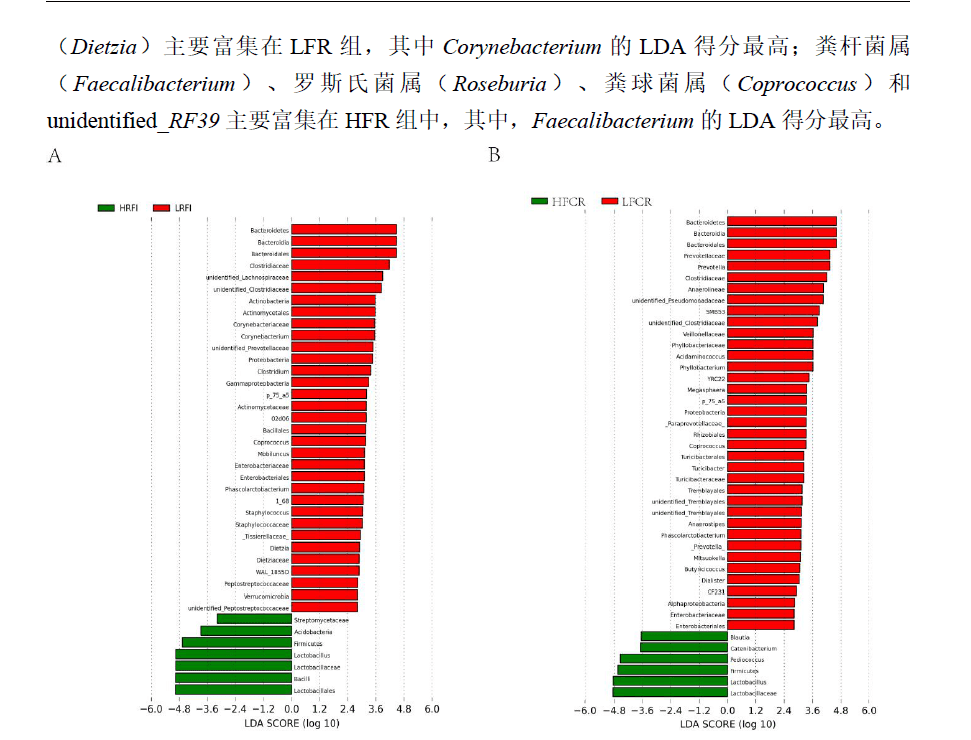 （Dietzia）主要富集在 LFR 组，其中 Corynebacterium 的 LDA 得分最高；粪杆菌属
（Faecalibacterium）、罗斯氏菌属（Roseburia）、粪球菌属（Coprococcus）和
unidentified_RF39 主要富集在 HFR 组中，其中，Faecalibacterium 的 LDA 得分最高。
A
B
HRFI LRFI
Bacteroidetes
Bacteroidia
Bacteroidales
Clostridiaceae
unidentified_Lachnospiraceae
unidentified_Clostridiaceae
Actinobacteria
Actinomycetales
Corynebacteriaceae
Corynebacterium
unidentified_Prevotellaceae
Proteobacteria
Clostridium
Gammaproteobacteria
p_75_a5
Actinomycetaceae
02d06
Bacillales
Coprococcus
Mobiluncus
Enterobacteriaceae
Enterobacteriales
Phascolarctobacterium
1_68
Staphylococcus
Staphylococcaceae
_Tissierellaceae_
Dietzia
Dietziaceae
WAL_1855D
Peptostreptococcaceae
Verrucomicrobia
unidentified_Peptostreptococcaceae
Streptomycetaceae
Acidobacteria
Firmicutes
Lactobacillus
Lactobacillaceae
Bacilli
Lactobacillales
−6.0 −4.8 −3.6 −2.4 −1.2 0.0 1.2 2.4 3.6 4.8 6.0
LDA SCORE (log 10)
HFCR LFCR
Bacteroidetes
Bacteroidia
Bacteroidales
Prevotellaceae
Prevotella
Clostridiaceae
Anaerolineae
unidentified_Pseudomonadaceae
SMB53
unidentified_Clostridiaceae
Veillonellaceae
Phyllobacteriaceae
Acidaminococcus
Phyllobacterium
YRC22
Megasphaera
p_75_a5
Proteobacteria
_Paraprevotellaceae_
Rhizobiales
Coprococcus
Turicibacterales
Turicibacter
Turicibacteraceae
Tremblayales
unidentified_Tremblayales
unidentified_Tremblayales
Anaerostipes
Phascolarctobacterium
_Prevotella_
Mitsuokella
Butyricicoccus
Dialister
CF231
Alphaproteobacteria
Enterobacteriaceae
Enterobacteriales
Blautia
Catenibacterium
Pediococcus
Firmicutes
Lactobacillus
Lactobacillaceae
−6.0 −4.8 −3.6 −2.4 −1.2 0.0 1.2 2.4 3.6 4.8 6.0
LDA SCORE (log 10)